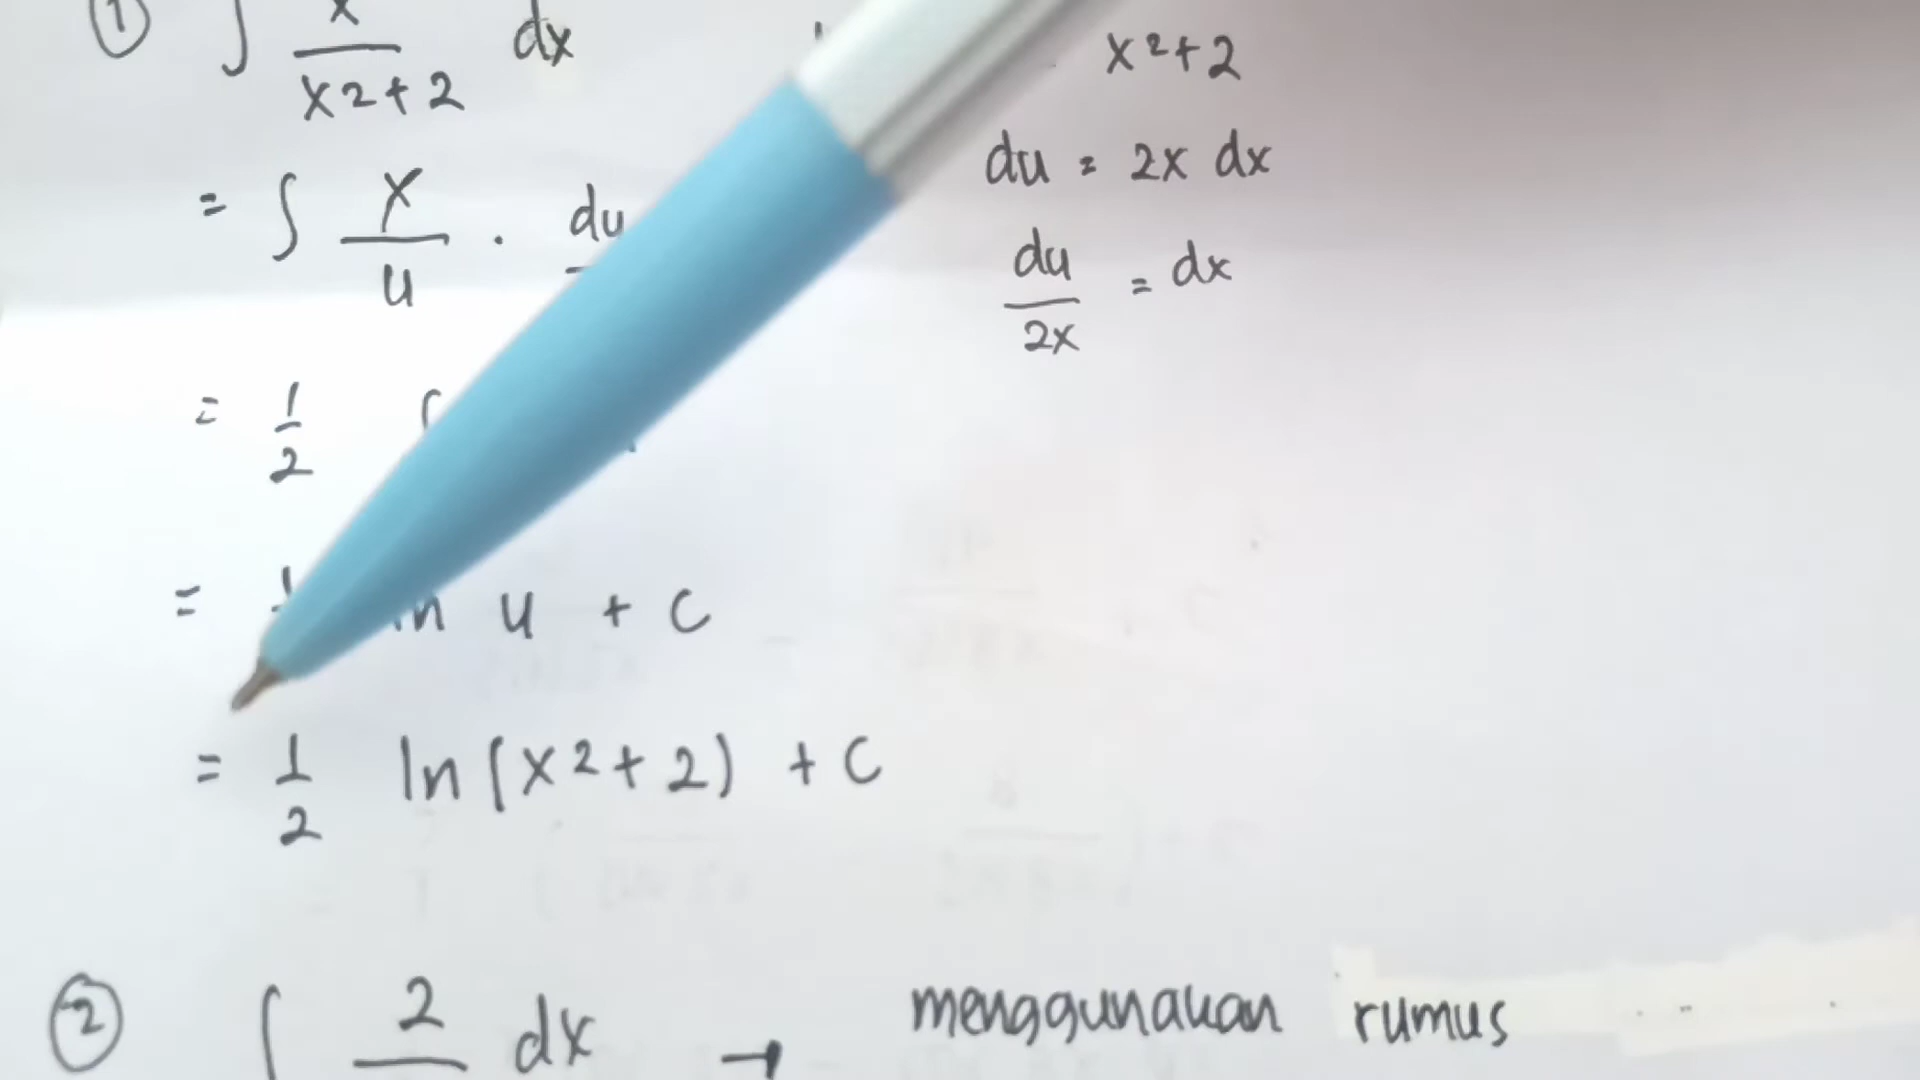 ① ∫ x/x2+2 dx
x2+2
du = 2x dx
= ∫ x/u . du
du/2x = dx
= 1/2 ∫
= ln u + c
= 1/2 ln (x2+2) + c
② ∫ 2 dx → menggunakan rumus